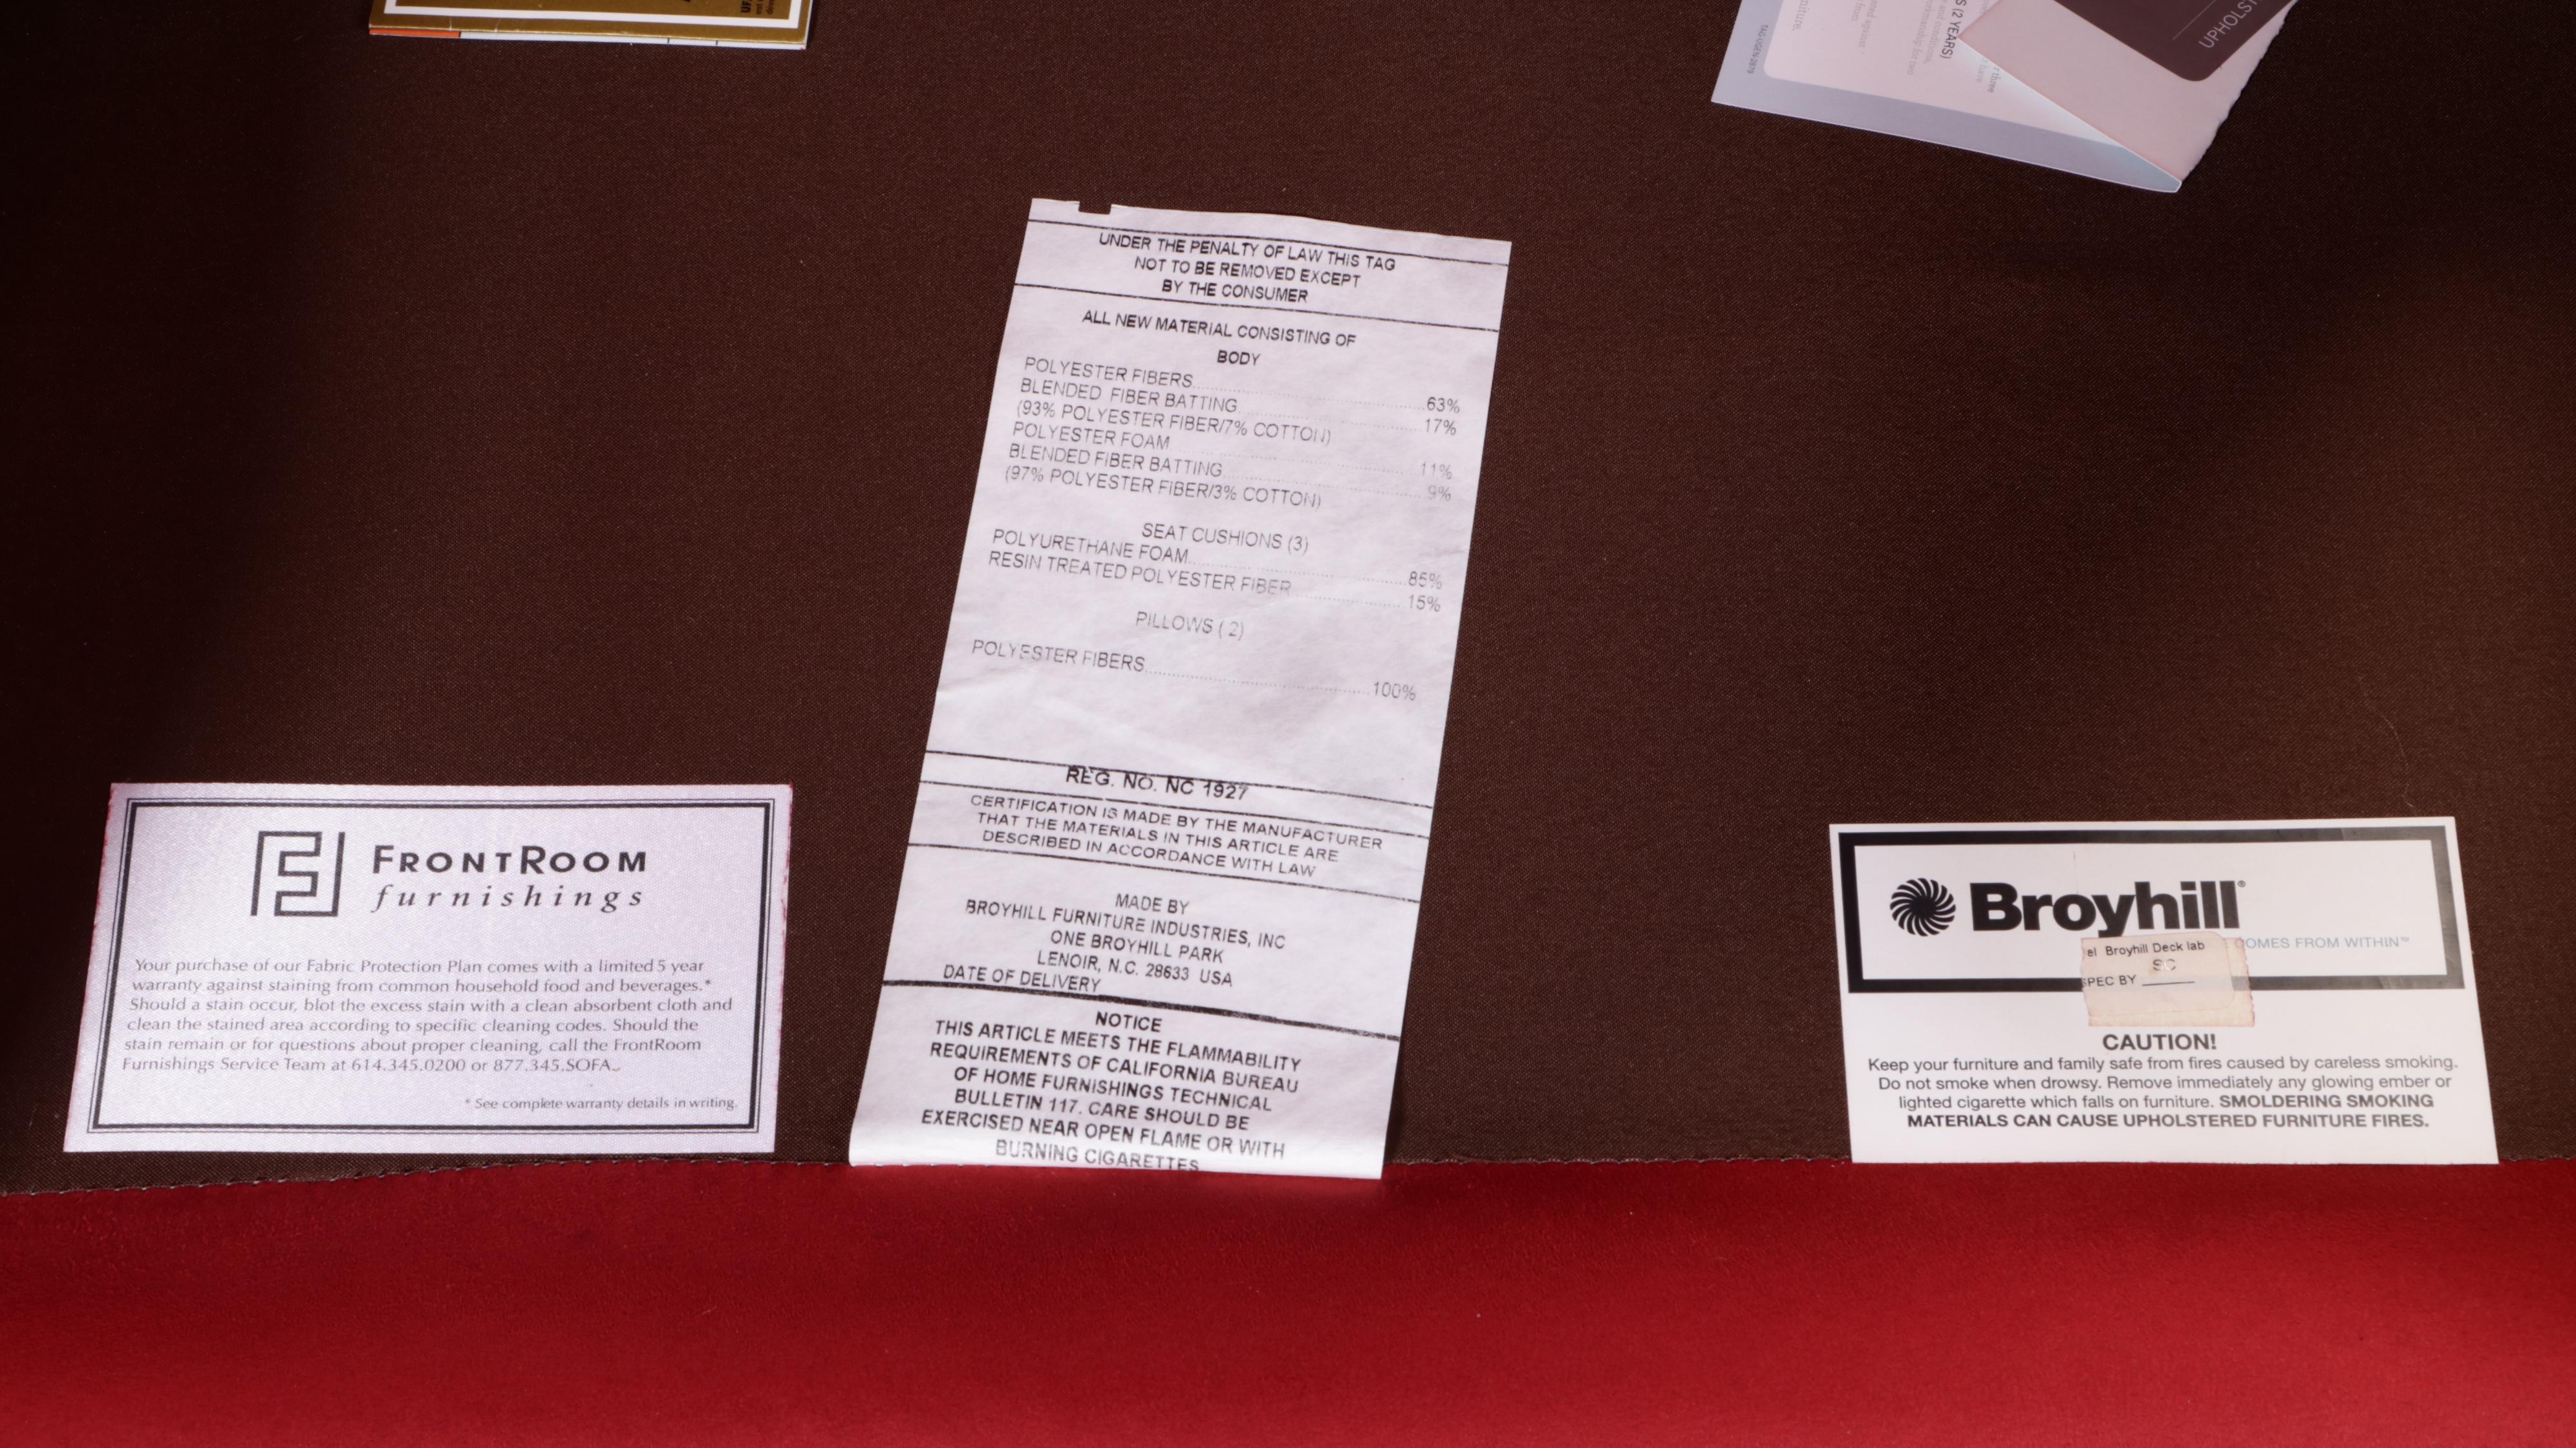 S (2 YEARS)
UPHOLST
UNDER THE PENALTY OF LAW THIS TAG
NOT TO BE REMOVED EXCEPT
BY THE CONSUMER
ALL NEW MATERIAL CONSISTING OF
BODY
POLYESTER FIBERS 63%
BLENDED FIBER BATTING 17%
(93% POLYESTER FIBER/7% COTTON)
POLYESTER FOAM 11%
BLENDED FIBER BATTING 9%
(97% POLYESTER FIBER/3% COTTON)
SEAT CUSHIONS (3)
POLYURETHANE FOAM 85%
RESIN TREATED POLYESTER FIBER 15%
PILLOWS ( 2)
POLYESTER FIBERS 100%
REG. NO. NC 1927
CERTIFICATION IS MADE BY THE MANUFACTURER
THAT THE MATERIALS IN THIS ARTICLE ARE
DESCRIBED IN ACCORDANCE WITH LAW
MADE BY
BROYHILL FURNITURE INDUSTRIES, INC
ONE BROYHILL PARK
LENOIR, N.C. 28633 USA
DATE OF DELIVERY
NOTICE
THIS ARTICLE MEETS THE FLAMMABILITY
REQUIREMENTS OF CALIFORNIA BUREAU
OF HOME FURNISHINGS TECHNICAL
BULLETIN 117. CARE SHOULD BE
EXERCISED NEAR OPEN FLAME OR WITH
BURNING CIGARETTES
FRONTROOM
furnishings
Your purchase of our Fabric Protection Plan comes with a limited 5 year
warranty against staining from common household food and beverages.*
Should a stain occur, blot the excess stain with a clean absorbent cloth and
clean the stained area according to specific cleaning codes. Should the
stain remain or for questions about proper cleaning, call the FrontRoom
Furnishings Service Team at 614.345.0200 or 877.345.SOFA.
* See complete warranty details in writing.
Broyhill®
COMES FROM WITHIN™
el Broyhill Deck lab
SC
SPEC BY ______
CAUTION!
Keep your furniture and family safe from fires caused by careless smoking.
Do not smoke when drowsy. Remove immediately any glowing ember or
lighted cigarette which falls on furniture. SMOLDERING SMOKING
MATERIALS CAN CAUSE UPHOLSTERED FURNITURE FIRES.